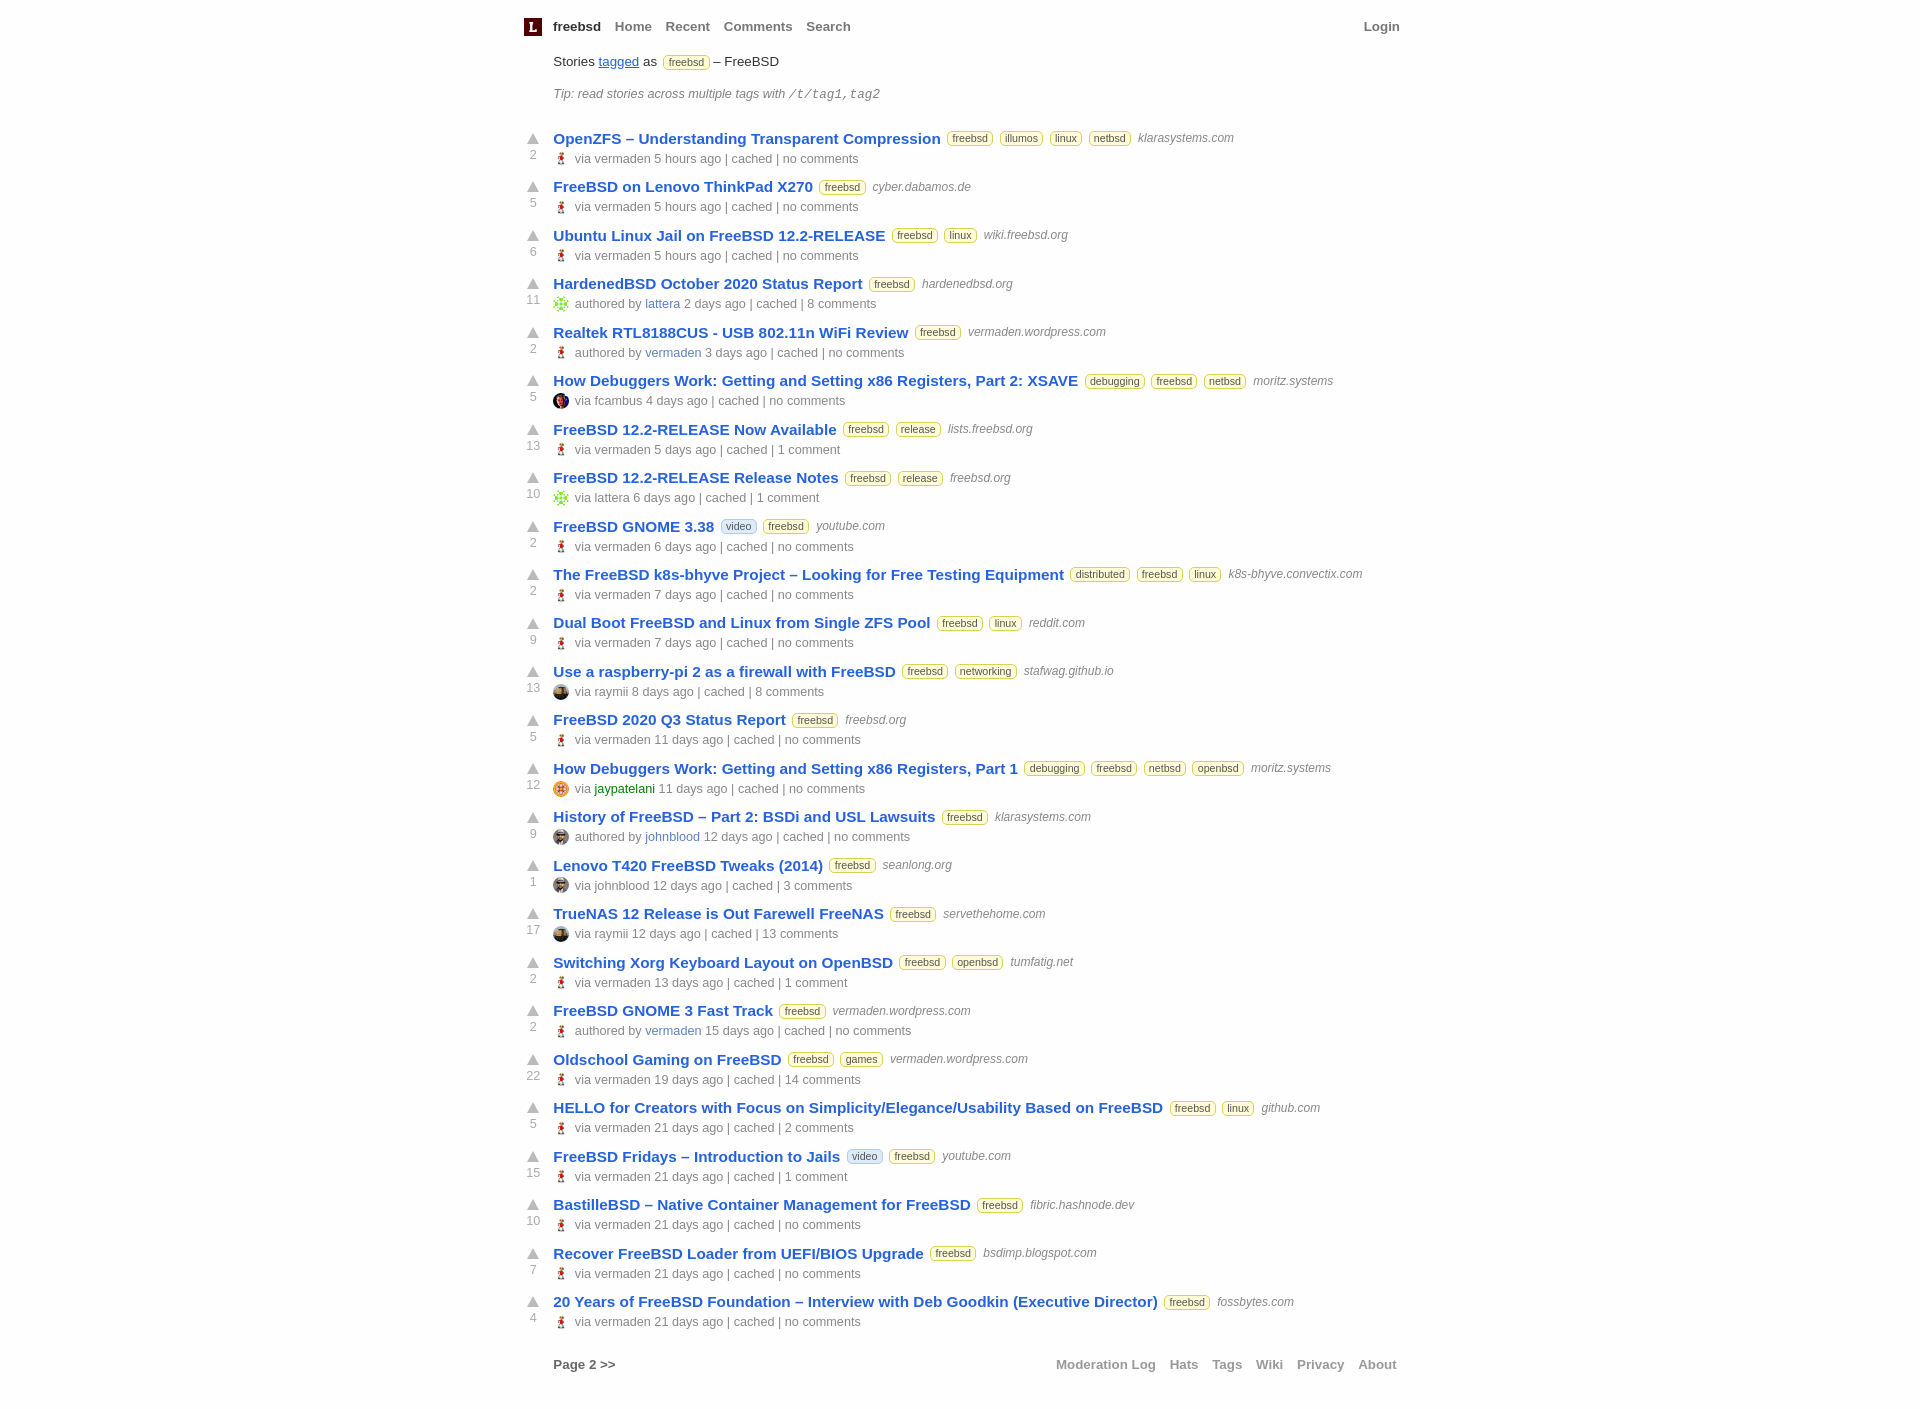 L freebsd Home Recent Comments Search Login
Stories tagged as freebsd – FreeBSD
Tip: read stories across multiple tags with /t/tag1,tag2
OpenZFS – Understanding Transparent Compression freebsd illumos linux netbsd klarasystems.com
2 via vermaden 5 hours ago | cached | no comments
FreeBSD on Lenovo ThinkPad X270 freebsd cyber.dabamos.de
5 via vermaden 5 hours ago | cached | no comments
Ubuntu Linux Jail on FreeBSD 12.2-RELEASE freebsd linux wiki.freebsd.org
6 via vermaden 5 hours ago | cached | no comments
HardenedBSD October 2020 Status Report freebsd hardenedbsd.org
11 authored by lattera 2 days ago | cached | 8 comments
Realtek RTL8188CUS - USB 802.11n WiFi Review freebsd vermaden.wordpress.com
2 authored by vermaden 3 days ago | cached | no comments
How Debuggers Work: Getting and Setting x86 Registers, Part 2: XSAVE debugging freebsd netbsd moritz.systems
5 via fcambus 4 days ago | cached | no comments
FreeBSD 12.2-RELEASE Now Available freebsd release lists.freebsd.org
13 via vermaden 5 days ago | cached | 1 comment
FreeBSD 12.2-RELEASE Release Notes freebsd release freebsd.org
10 via lattera 6 days ago | cached | 1 comment
FreeBSD GNOME 3.38 video freebsd youtube.com
2 via vermaden 6 days ago | cached | no comments
The FreeBSD k8s-bhyve Project – Looking for Free Testing Equipment distributed freebsd linux k8s-bhyve.convectix.com
2 via vermaden 7 days ago | cached | no comments
Dual Boot FreeBSD and Linux from Single ZFS Pool freebsd linux reddit.com
9 via vermaden 7 days ago | cached | no comments
Use a raspberry-pi 2 as a firewall with FreeBSD freebsd networking stafwag.github.io
13 via raymii 8 days ago | cached | 8 comments
FreeBSD 2020 Q3 Status Report freebsd freebsd.org
5 via vermaden 11 days ago | cached | no comments
How Debuggers Work: Getting and Setting x86 Registers, Part 1 debugging freebsd netbsd openbsd moritz.systems
12 via jaypatelani 11 days ago | cached | no comments
History of FreeBSD – Part 2: BSDi and USL Lawsuits freebsd klarasystems.com
9 authored by johnblood 12 days ago | cached | no comments
Lenovo T420 FreeBSD Tweaks (2014) freebsd seanlong.org
1 via johnblood 12 days ago | cached | 3 comments
TrueNAS 12 Release is Out Farewell FreeNAS freebsd servethehome.com
17 via raymii 12 days ago | cached | 13 comments
Switching Xorg Keyboard Layout on OpenBSD freebsd openbsd tumfatig.net
2 via vermaden 13 days ago | cached | 1 comment
FreeBSD GNOME 3 Fast Track freebsd vermaden.wordpress.com
2 authored by vermaden 15 days ago | cached | no comments
Oldschool Gaming on FreeBSD freebsd games vermaden.wordpress.com
22 via vermaden 19 days ago | cached | 14 comments
HELLO for Creators with Focus on Simplicity/Elegance/Usability Based on FreeBSD freebsd linux github.com
5 via vermaden 21 days ago | cached | 2 comments
FreeBSD Fridays – Introduction to Jails video freebsd youtube.com
15 via vermaden 21 days ago | cached | 1 comment
BastilleBSD – Native Container Management for FreeBSD freebsd fibric.hashnode.dev
10 via vermaden 21 days ago | cached | no comments
Recover FreeBSD Loader from UEFI/BIOS Upgrade freebsd bsdimp.blogspot.com
7 via vermaden 21 days ago | cached | no comments
20 Years of FreeBSD Foundation – Interview with Deb Goodkin (Executive Director) freebsd fossbytes.com
4 via vermaden 21 days ago | cached | no comments
Page 2 >> Moderation Log Hats Tags Wiki Privacy About